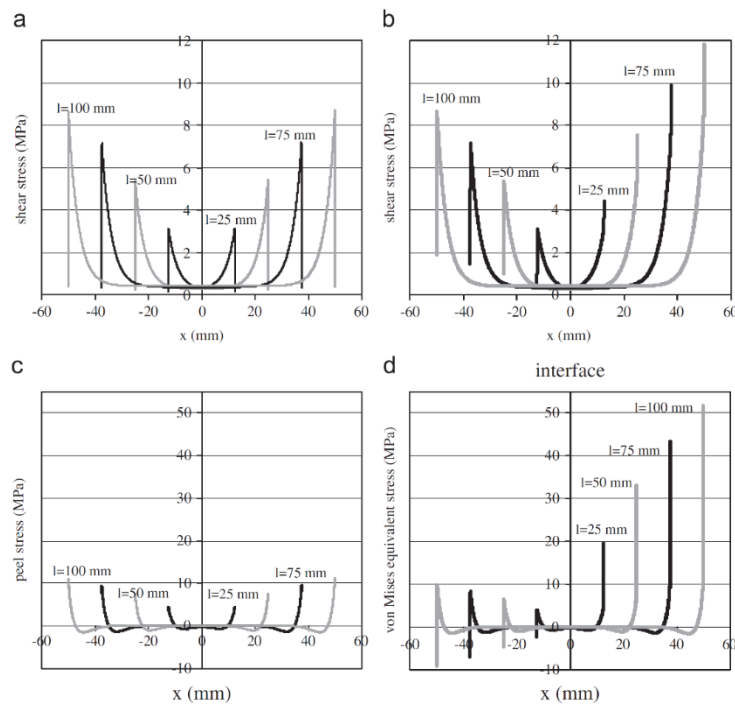 a
12
10
8
6
4
2
0
-60
-40
-20
0
20
40
60
shear stress (MPa)
x (mm)
l=100 mm
l=75 mm
l=50 mm
l=25 mm
b
12
10
8
6
4
2
0
-60
-40
-20
0
20
40
60
shear stress (MPa)
x (mm)
l=75 mm
l=100 mm
l=50 mm
l=25 mm
c
50
40
30
20
10
0
-10
-60
-40
-20
0
20
40
60
peel stress (MPa)
x (mm)
l=100 mm
l=75 mm
l=50 mm
l=25 mm
d
interface
50
40
30
20
10
0
-10
-60
-40
-20
0
20
40
60
von Mises equivalent stress (MPa)
x (mm)
l=100 mm
l=75 mm
l=50 mm
l=25 mm